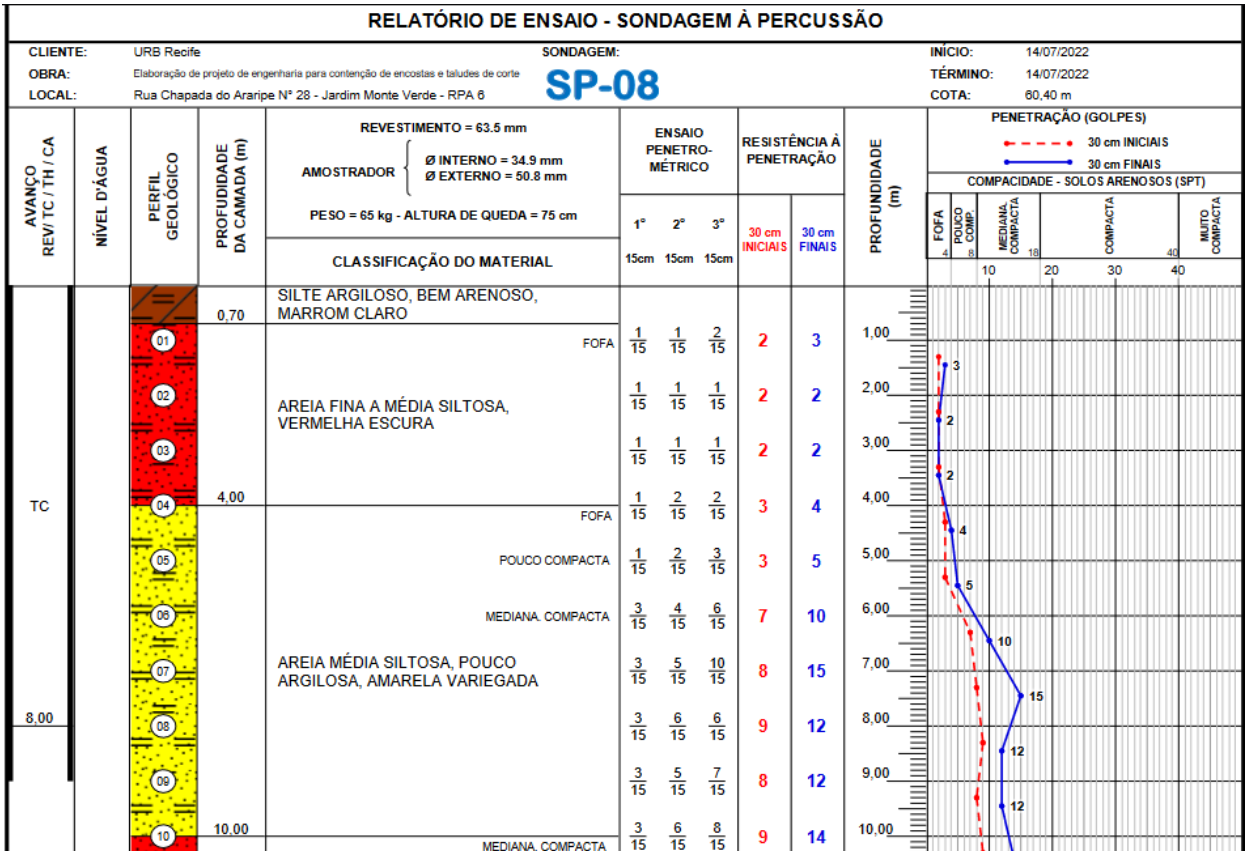 RELATÓRIO DE ENSAIO - SONDAGEM À PERCUSSÃO
CLIENTE: URB Recife
OBRA: Elaboração de projeto de engenharia para contenção de encostas e taludes de corte
LOCAL: Rua Chapada do Araripe N° 28 - Jardim Monte Verde - RPA 6
SONDAGEM:
SP-08
INÍCIO: 14/07/2022
TÉRMINO: 14/07/2022
COTA: 60,40 m
AVANÇO
REV/ TC / TH / CA
NÍVEL D'ÁGUA
PERFIL
GEOLÓGICO
PROFUIDADE
DA CAMADA (m)
REVESTIMENTO = 63.5 mm
AMOSTRADOR
Ø INTERNO = 34.9 mm
Ø EXTERNO = 50.8 mm
PESO = 65 kg - ALTURA DE QUEDA = 75 cm
CLASSIFICAÇÃO DO MATERIAL
ENSAIO
PENETRO-
MÉTRICO
1° 2° 3°
15cm 15cm 15cm
RESISTÊNCIA À
PENETRAÇÃO
30 cm
INICIAIS
30 cm
FINAIS
PROFUNDIDADE
(m)
PENETRAÇÃO (GOLPES)
30 cm INICIAIS
30 cm FINAIS
COMPACIDADE - SOLOS ARENOSOS (SPT)
FOFA
POUCO
COMP.
MEDIANA.
COMPACTA
COMPACTA
MUITO
COMPACTA
4 8 18 40
10 20 30 40
SILTE ARGILOSO, BEM ARENOSO,
MARROM CLARO
0,70
01 FOFA 1/15 1/15 2/15 2 3 1,00
3
02 1/15 1/15 1/15 2 2 2,00
2
AREIA FINA A MÉDIA SILTOSA,
VERMELHA ESCURA
03 1/15 1/15 1/15 2 2 3,00
2
TC
4,00
04 FOFA 1/15 2/15 2/15 3 4 4,00
4
05 POUCO COMPACTA 1/15 2/15 3/15 3 5 5,00
5
06 MEDIANA. COMPACTA 3/15 4/15 6/15 7 10 6,00
10
AREIA MÉDIA SILTOSA, POUCO
ARGILOSA, AMARELA VARIEGADA
07 3/15 5/15 10/15 8 15 7,00
15
8,00
08 3/15 6/15 6/15 9 12 8,00
12
09 3/15 5/15 7/15 8 12 9,00
12
10,00
10 MEDIANA. COMPACTA 3/15 6/15 8/15 9 14 10,00